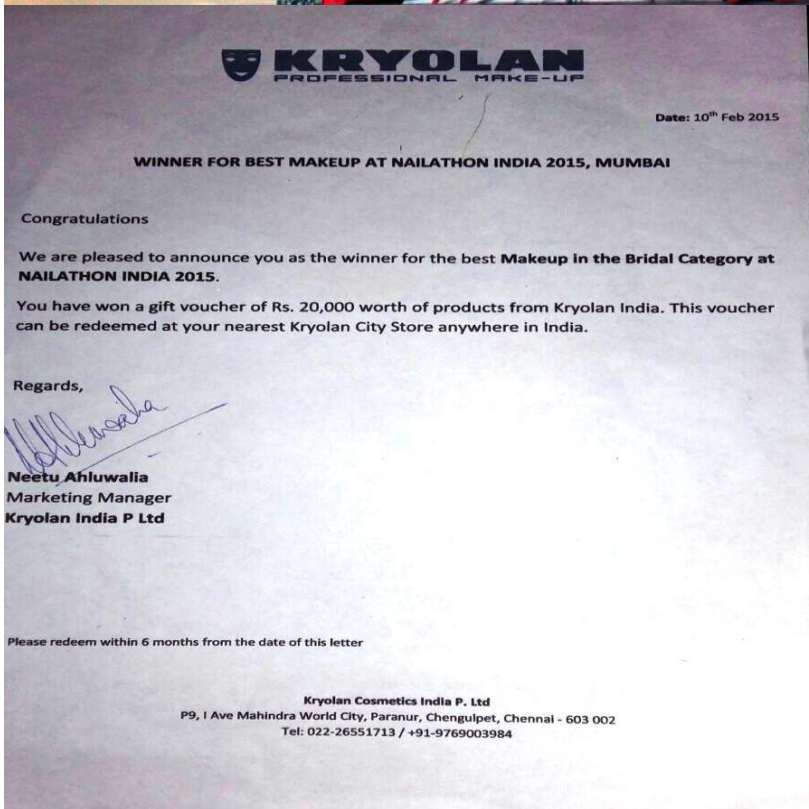 KRYOLAN
PROFESSIONAL MAKE-UP
Date: 10th Feb 2015
WINNER FOR BEST MAKEUP AT NAILATHON INDIA 2015, MUMBAI
Congratulations
We are pleased to announce you as the winner for the best Makeup in the Bridal Category at
NAILATHON INDIA 2015.
You have won a gift voucher of Rs. 20,000 worth of products from Kryolan India. This voucher
can be redeemed at your nearest Kryolan City Store anywhere in India.
Regards,
Neetu Ahluwalia
Marketing Manager
Kryolan India P Ltd
Please redeem within 6 months from the date of this letter
Kryolan Cosmetics India P. Ltd
P9, I Ave Mahindra World City, Paranur, Chengulpet, Chennai - 603 002
Tel: 022-26551713 / +91-9769003984